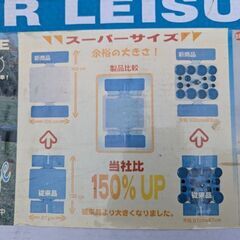 R LEISU
スーパーサイズ
余裕の大きさ!
製品比較
新商品
新商品
当社比
150% UP
従来品
従来品
従来品より大きくなりました。
中